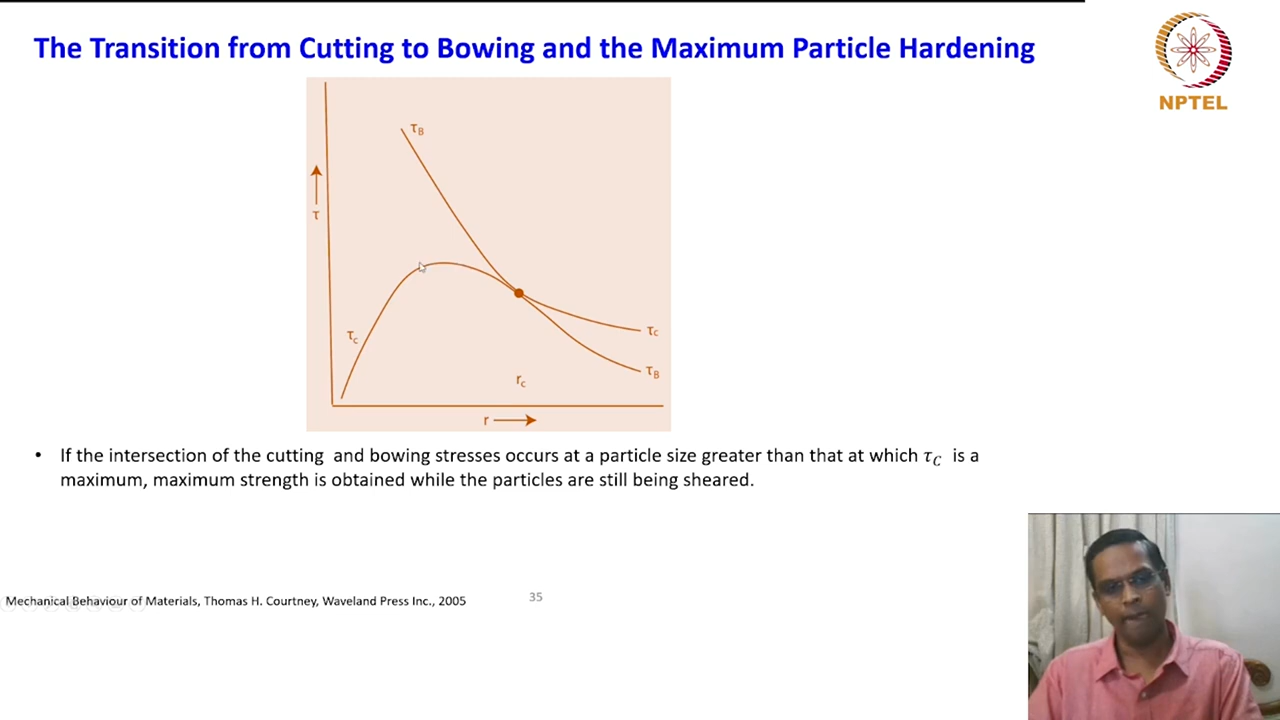 The Transition from Cutting to Bowing and the Maximum Particle Hardening
NPTEL
τB
τ
τc
τc
τB
rc
r
• If the intersection of the cutting and bowing stresses occurs at a particle size greater than that at which τC is a
maximum, maximum strength is obtained while the particles are still being sheared.
Mechanical Behaviour of Materials, Thomas H. Courtney, Waveland Press Inc., 2005
35